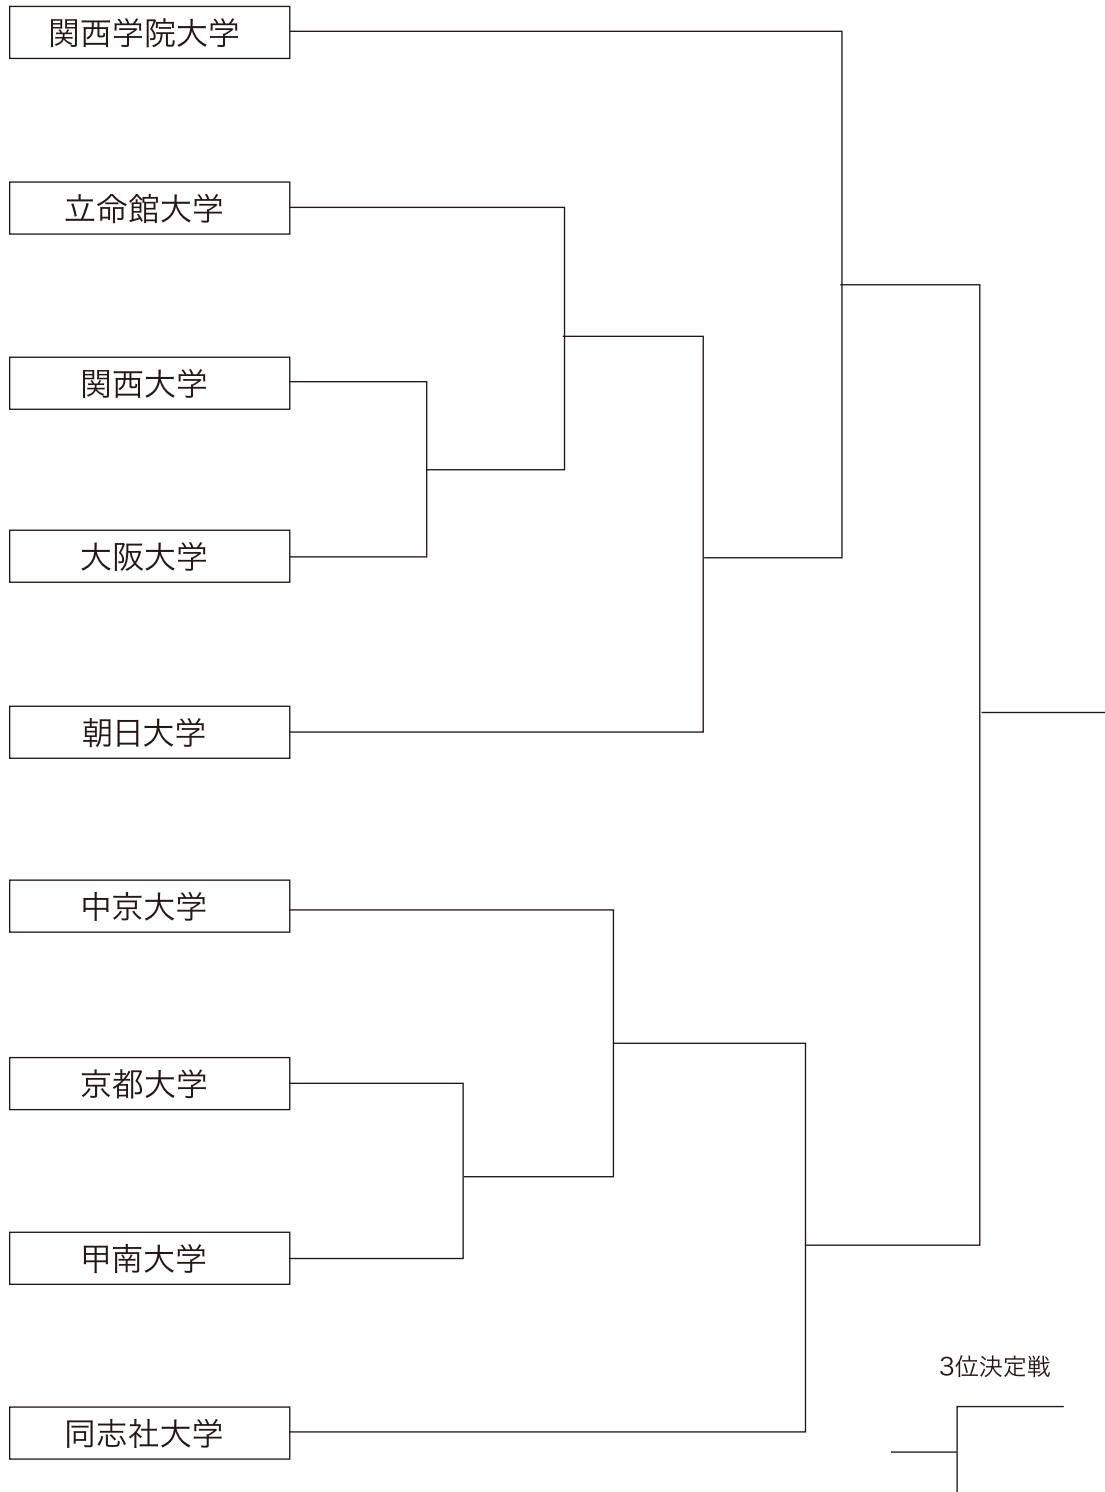 関西学院大学
立命館大学
関西大学
大阪大学
朝日大学
中京大学
京都大学
甲南大学
3位決定戦
同志社大学